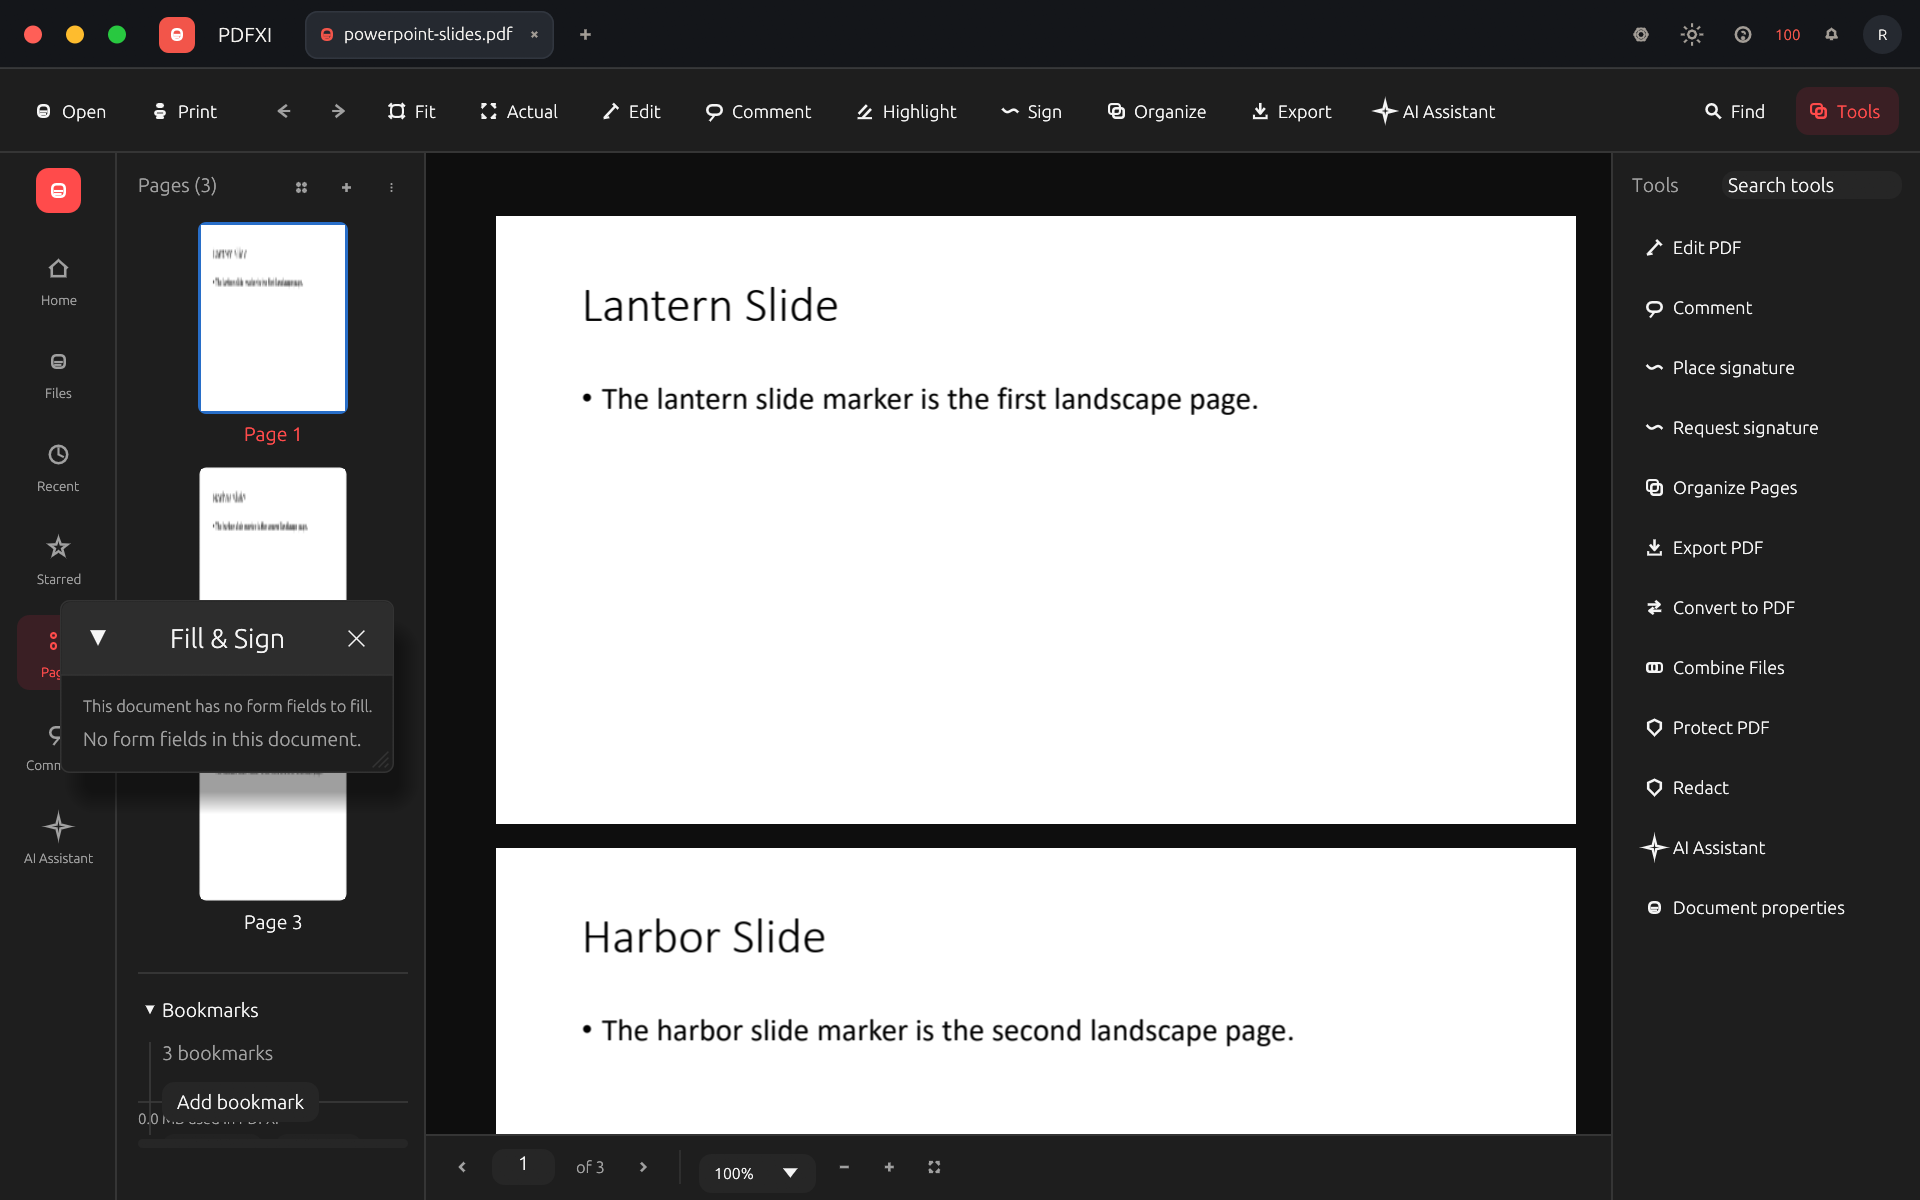 PDFXI
powerpoint-slides.pdf
100
R
Open
Print
Fit
Actual
Edit
Comment
Highlight
Sign
Organize
Export
AI Assistant
Find
Tools
Home
Files
Recent
Starred
AI Assistant
Pages (3)
Lantern Slide
Page 1
Harbor Slide
Page 3
Fill & Sign
This document has no form fields to fill.
No form fields in this document.
Bookmarks
3 bookmarks
Add bookmark
Lantern Slide
• The lantern slide marker is the first landscape page.
Harbor Slide
• The harbor slide marker is the second landscape page.
1 of 3
100%
Tools
Search tools
Edit PDF
Comment
Place signature
Request signature
Organize Pages
Export PDF
Convert to PDF
Combine Files
Protect PDF
Redact
AI Assistant
Document properties